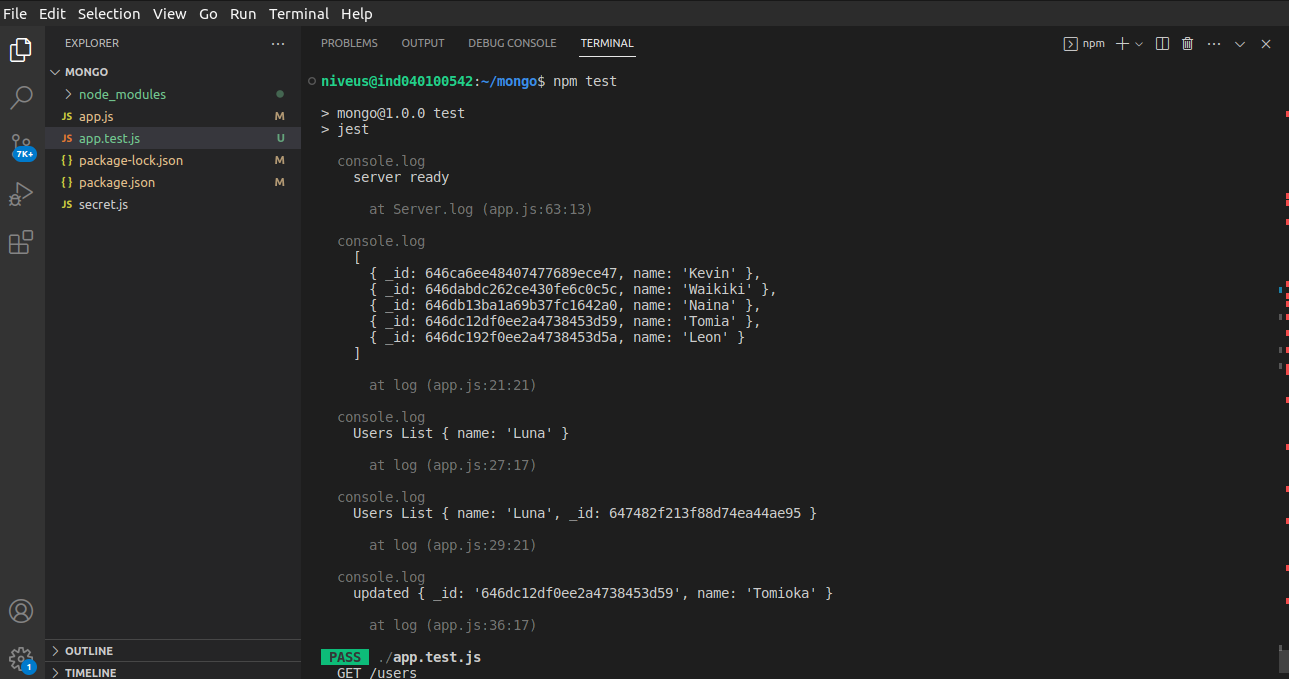 File Edit Selection View Go Run Terminal Help
EXPLORER ...
MONGO
node_modules
JS app.js M
JS app.test.js U
{} package-lock.json M
{} package.json M
JS secret.js
7K+
1
OUTLINE
TIMELINE
PROBLEMS OUTPUT DEBUG CONSOLE TERMINAL
npm
niveus@ind040100542:~/mongo$ npm test
> mongo@1.0.0 test
> jest
console.log
server ready
at Server.log (app.js:63:13)
console.log
[
{ _id: 646ca6ee48407477689ece47, name: 'Kevin' },
{ _id: 646dabdc262ce430fe6c0c5c, name: 'Waikiki' },
{ _id: 646db13ba1a69b37fc1642a0, name: 'Naina' },
{ _id: 646dc12df0ee2a4738453d59, name: 'Tomia' },
{ _id: 646dc192f0ee2a4738453d5a, name: 'Leon' }
]
at log (app.js:21:21)
console.log
Users List { name: 'Luna' }
at log (app.js:27:17)
console.log
Users List { name: 'Luna', _id: 647482f213f88d74ea44ae95 }
at log (app.js:29:21)
console.log
updated { _id: '646dc12df0ee2a4738453d59', name: 'Tomioka' }
at log (app.js:36:17)
PASS ./app.test.js
GET /users